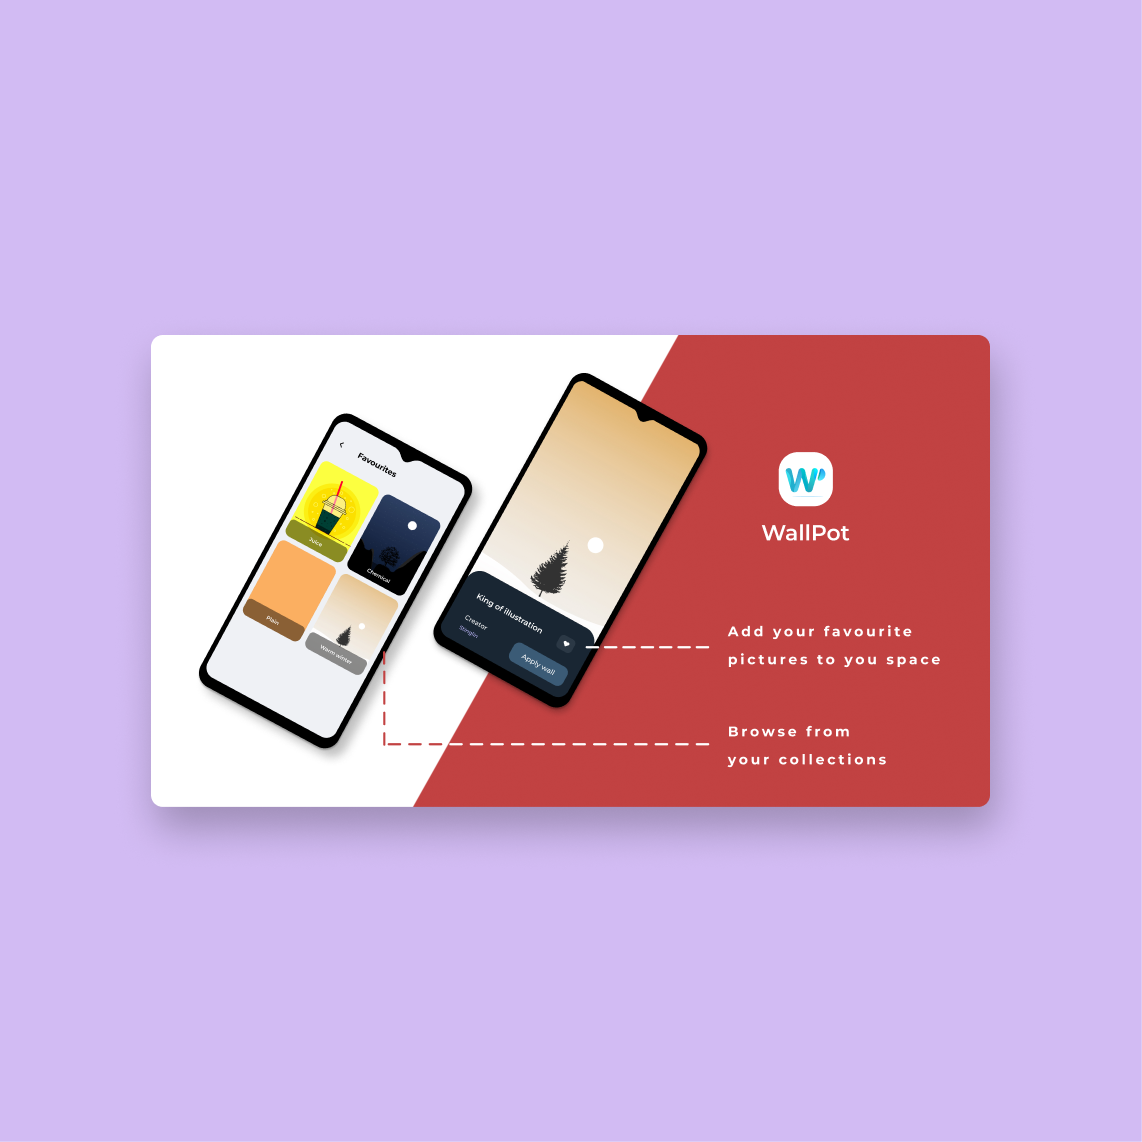 Favourites
Juice
Chemical
Plain
Warm winter
King of illustration
Creator
Stinglin
Apply wall
W
WallPot
Add your favourite
pictures to you space
Browse from
your collections